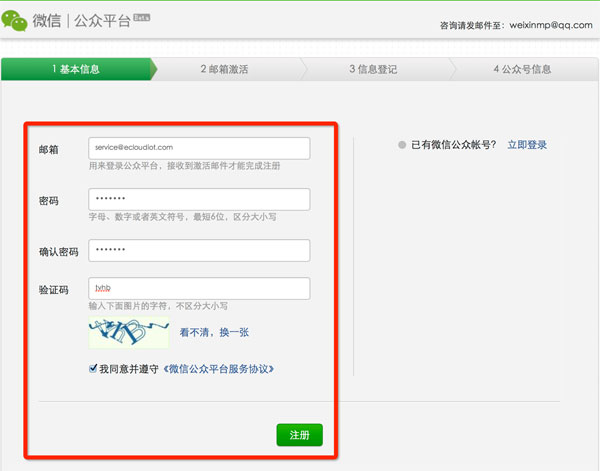 微信 | 公众平台 Beta
咨询请发邮件至：weixinmp@qq.com
1 基本信息 2 邮箱激活 3 信息登记 4 公众号信息
邮箱 service@ecloudiot.com
用来登录公众平台，接收到激活邮件才能完成注册
已有微信公众帐号？ 立即登录
密码 •••••••
字母、数字或者英文符号，最短6位，区分大小写
确认密码 •••••••
验证码 tvhb
输入下面图片的字符，不区分大小写
看不清，换一张
我同意并遵守《微信公众平台服务协议》
注册